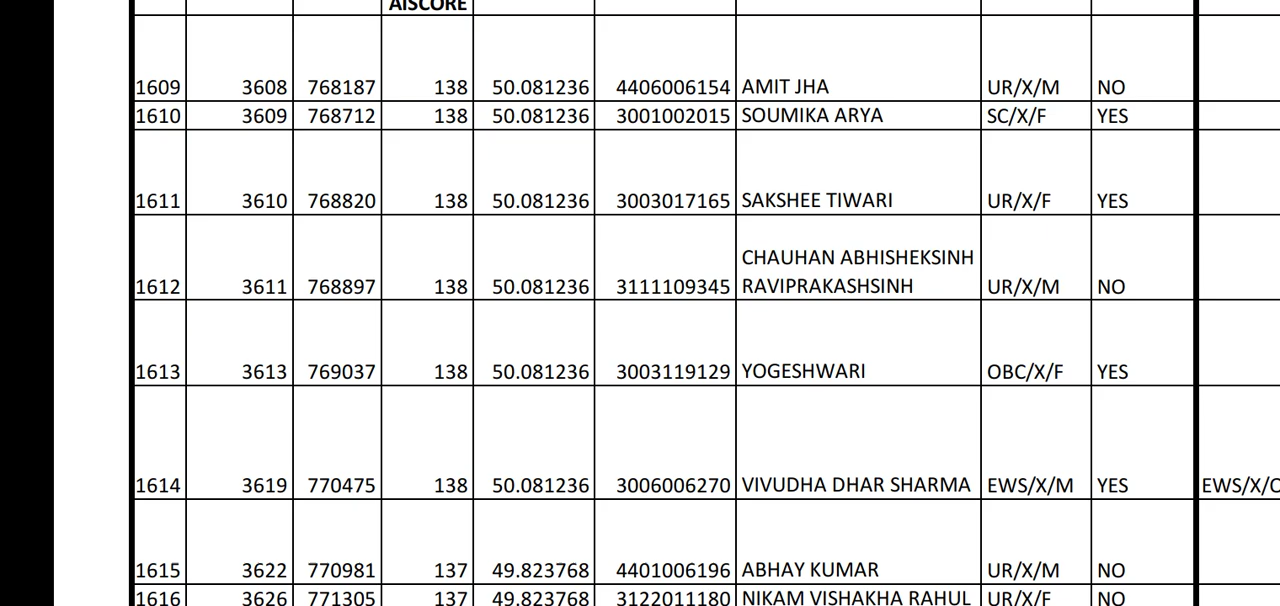 AISCORE
1609 3608 768187 138 50.081236 4406006154 AMIT JHA UR/X/M NO
1610 3609 768712 138 50.081236 3001002015 SOUMIKA ARYA SC/X/F YES
1611 3610 768820 138 50.081236 3003017165 SAKSHEE TIWARI UR/X/F YES
CHAUHAN ABHISHEKSINH
1612 3611 768897 138 50.081236 3111109345 RAVIPRAKASHSINH UR/X/M NO
1613 3613 769037 138 50.081236 3003119129 YOGESHWARI OBC/X/F YES
1614 3619 770475 138 50.081236 3006006270 VIVUDHA DHAR SHARMA EWS/X/M YES
1615 3622 770981 137 49.823768 4401006196 ABHAY KUMAR UR/X/M NO
1616 3626 771305 137 49.823768 3122011180 NIKAM VISHAKHA RAHUL UR/X/F NO